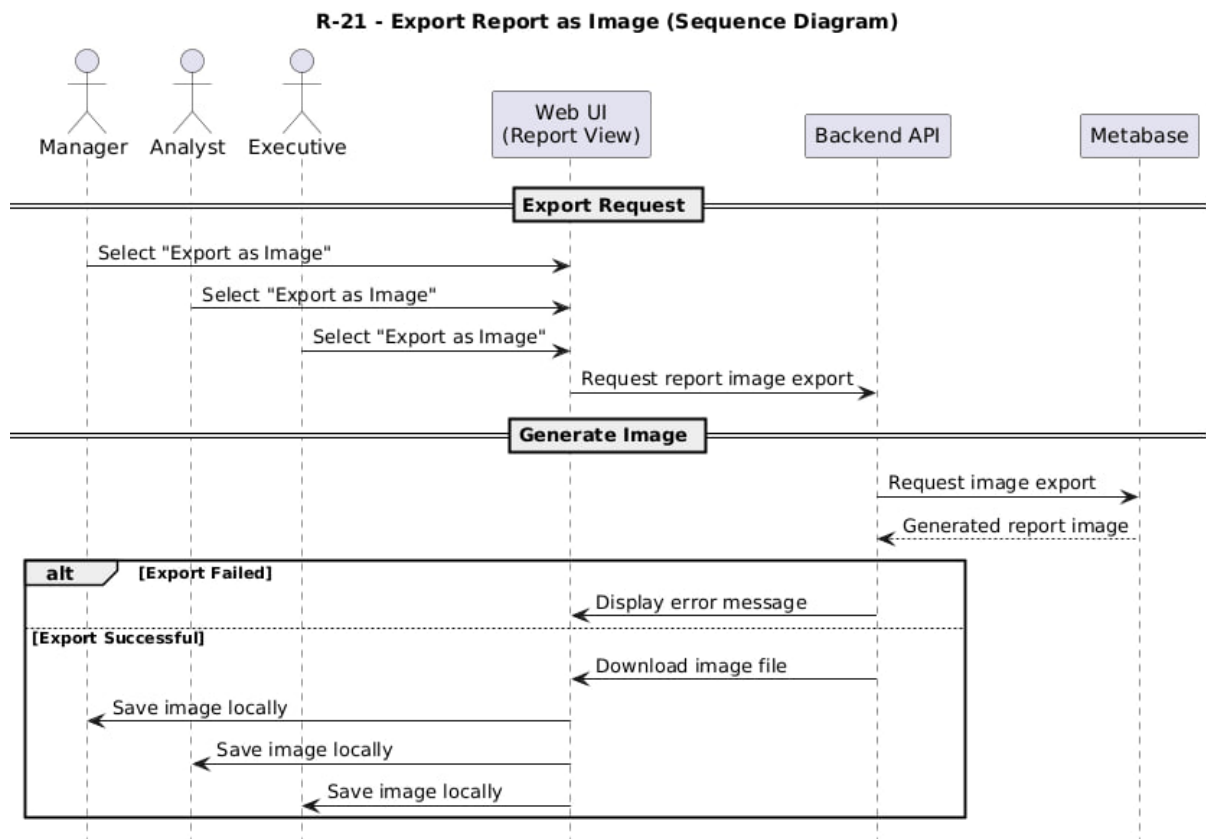 R-21 - Export Report as Image (Sequence Diagram)
Manager
Analyst
Executive
Web UI
(Report View)
Backend API
Metabase
Export Request
Select "Export as Image"
Select "Export as Image"
Select "Export as Image"
Request report image export
Generate Image
Request image export
Generated report image
alt
[Export Failed]
Display error message
[Export Successful]
Download image file
Save image locally
Save image locally
Save image locally